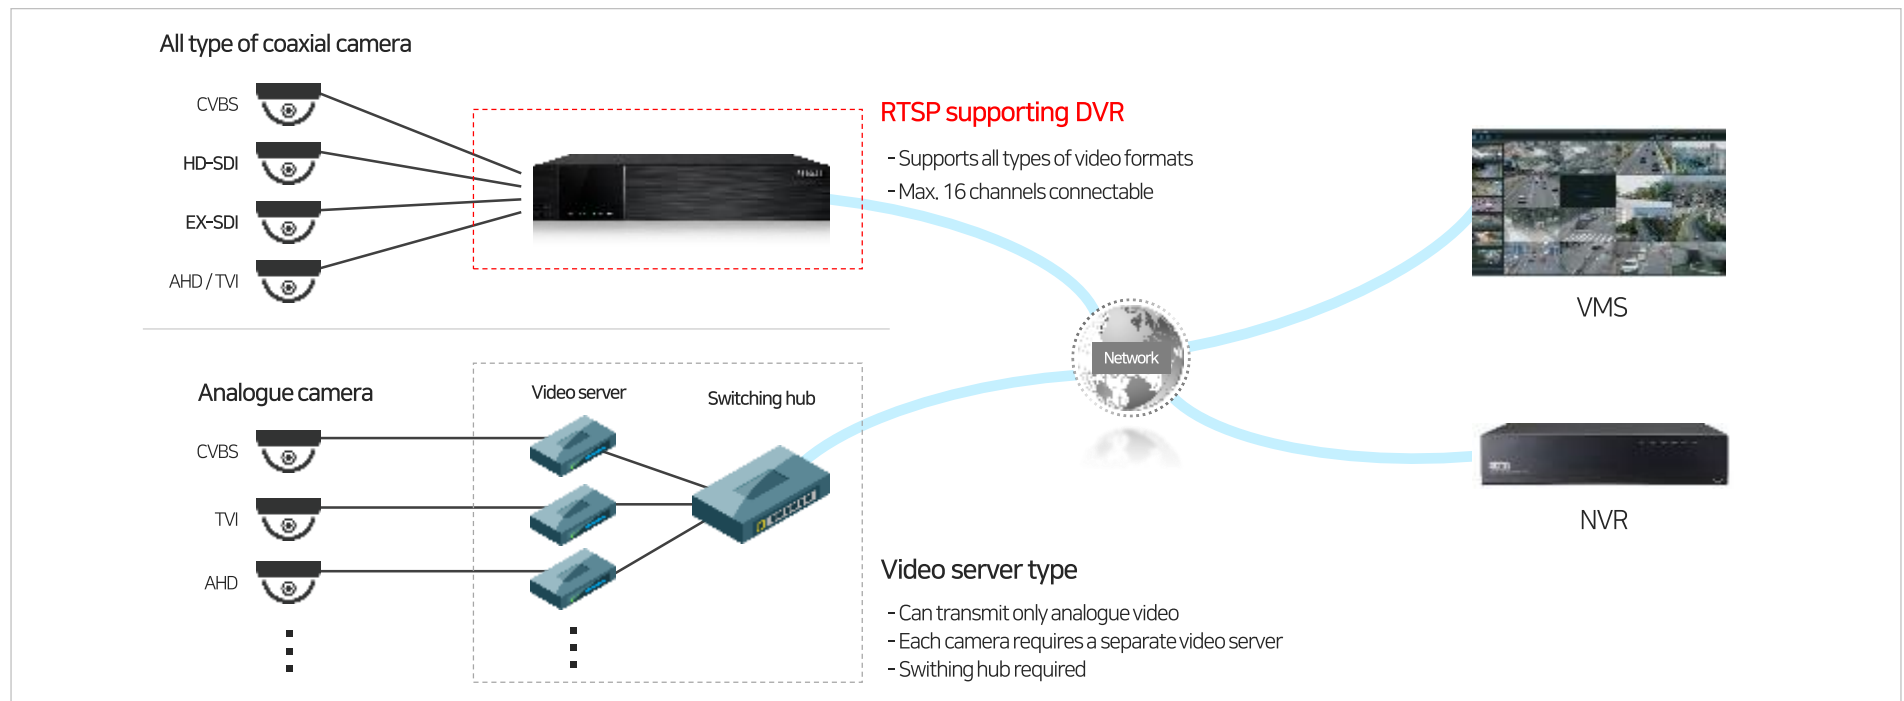 All type of coaxial camera
CVBS
HD-SDI
EX-SDI
AHD / TVI
RTSP supporting DVR
- Supports all types of video formats
- Max. 16 channels connectable
VMS
Network
Analogue camera
CVBS
TVI
AHD
Video server
Switching hub
Video server type
- Can transmit only analogue video
- Each camera requires a separate video server
- Swithing hub required
NVR